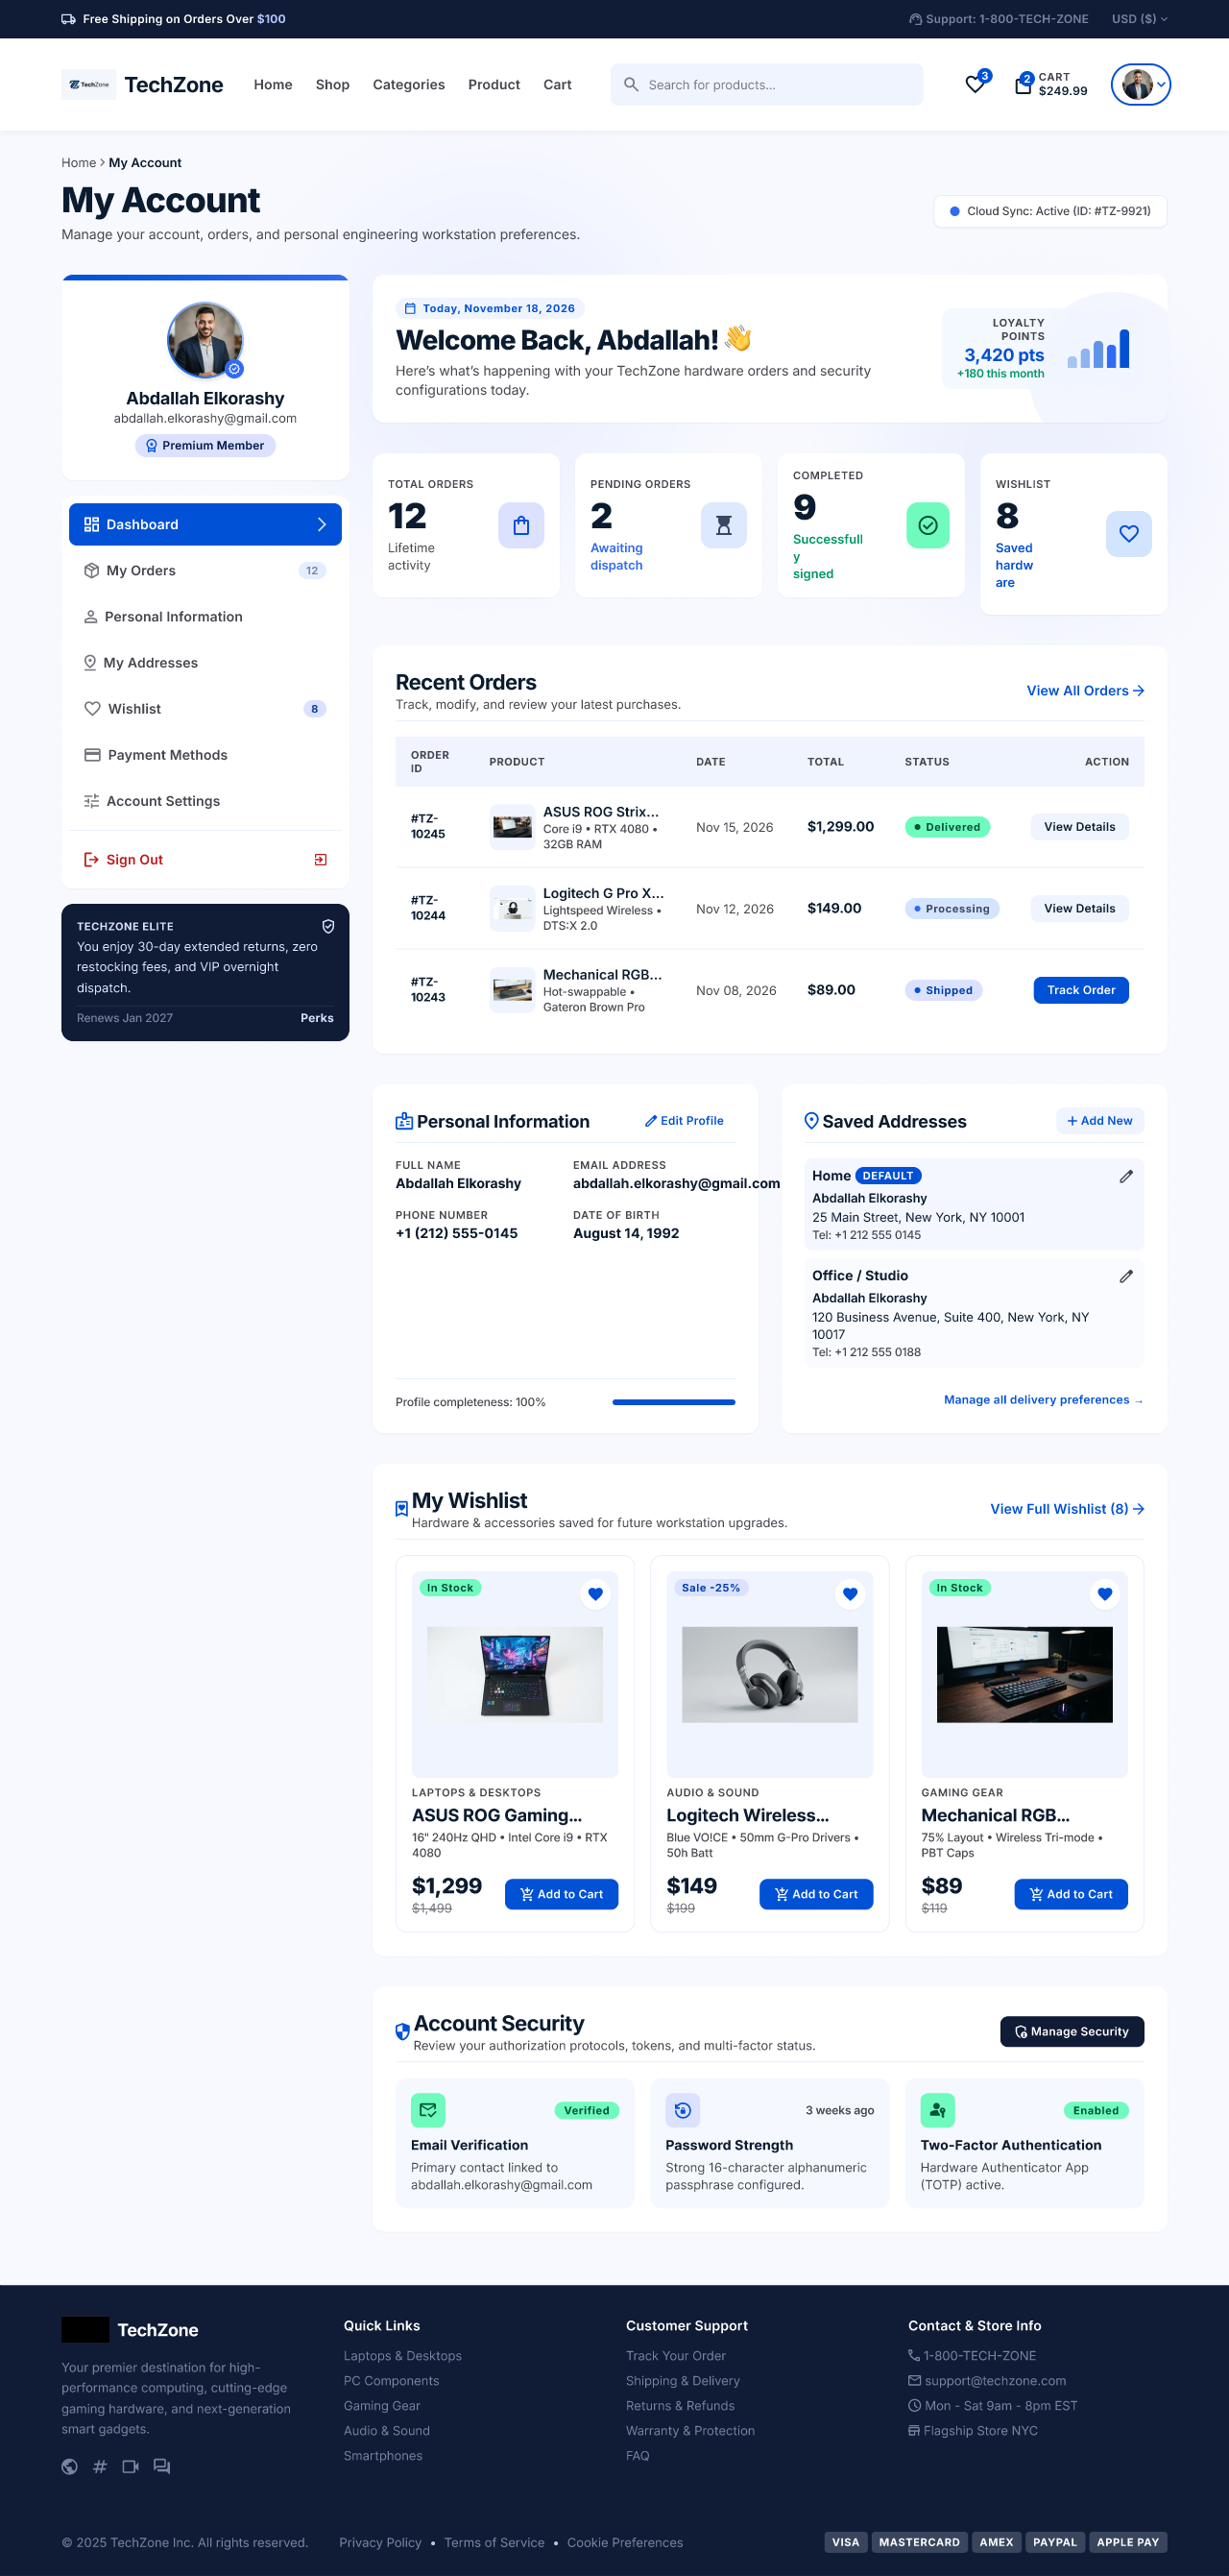 Free Shipping on Orders Over $100
Support: 1-800-TECH-ZONE
USD ($)
TechZone
TechZone
Home
Shop
Categories
Product
Cart
Search for products...
3
2
CART
$249.99
Home > My Account
My Account
Manage your account, orders, and personal engineering workstation preferences.
Cloud Sync: Active (ID: #TZ-9921)
Abdallah Elkorashy
abdallah.elkorashy@gmail.com
Premium Member
Dashboard
My Orders
12
Personal Information
My Addresses
Wishlist
8
Payment Methods
Account Settings
Sign Out
TECHZONE ELITE
You enjoy 30-day extended returns, zero
restocking fees, and VIP overnight
dispatch.
Renews Jan 2027
Perks
Today, November 18, 2026
Welcome Back, Abdallah! 👋
Here's what's happening with your TechZone hardware orders and security
configurations today.
LOYALTY
POINTS
3,420 pts
+180 this month
TOTAL ORDERS
12
Lifetime
activity
PENDING ORDERS
2
Awaiting
dispatch
COMPLETED
9
Successfull
y
signed
WISHLIST
8
Saved
hardw
are
Recent Orders
Track, modify, and review your latest purchases.
View All Orders →
ORDER
ID
PRODUCT
DATE
TOTAL
STATUS
ACTION
#TZ-
10245
ASUS ROG Strix...
Core i9 • RTX 4080 •
32GB RAM
Nov 15, 2026
$1,299.00
Delivered
View Details
#TZ-
10244
Logitech G Pro X...
Lightspeed Wireless •
DTS:X 2.0
Nov 12, 2026
$149.00
Processing
View Details
#TZ-
10243
Mechanical RGB...
Hot-swappable •
Gateron Brown Pro
Nov 08, 2026
$89.00
Shipped
Track Order
Personal Information
Edit Profile
FULL NAME
Abdallah Elkorashy
EMAIL ADDRESS
abdallah.elkorashy@gmail.com
PHONE NUMBER
+1 (212) 555-0145
DATE OF BIRTH
August 14, 1992
Profile completeness: 100%
Saved Addresses
+ Add New
Home DEFAULT
Abdallah Elkorashy
25 Main Street, New York, NY 10001
Tel: +1 212 555 0145
Office / Studio
Abdallah Elkorashy
120 Business Avenue, Suite 400, New York, NY
10017
Tel: +1 212 555 0188
Manage all delivery preferences →
My Wishlist
Hardware & accessories saved for future workstation upgrades.
View Full Wishlist (8) →
In Stock
LAPTOPS & DESKTOPS
ASUS ROG Gaming...
16" 240Hz QHD • Intel Core i9 • RTX
4080
$1,299
$1,499
Add to Cart
Sale -25%
AUDIO & SOUND
Logitech Wireless...
Blue VO!CE • 50mm G-Pro Drivers •
50h Batt
$149
$199
Add to Cart
In Stock
GAMING GEAR
Mechanical RGB...
75% Layout • Wireless Tri-mode •
PBT Caps
$89
$119
Add to Cart
Account Security
Review your authorization protocols, tokens, and multi-factor status.
Manage Security
Verified
Email Verification
Primary contact linked to
abdallah.elkorashy@gmail.com
3 weeks ago
Password Strength
Strong 16-character alphanumeric
passphrase configured.
Enabled
Two-Factor Authentication
Hardware Authenticator App
(TOTP) active.
TechZone
Your premier destination for high-
performance computing, cutting-edge
gaming hardware, and next-generation
smart gadgets.
Quick Links
Laptops & Desktops
PC Components
Gaming Gear
Audio & Sound
Smartphones
Customer Support
Track Your Order
Shipping & Delivery
Returns & Refunds
Warranty & Protection
FAQ
Contact & Store Info
1-800-TECH-ZONE
support@techzone.com
Mon - Sat 9am - 8pm EST
Flagship Store NYC
© 2025 TechZone Inc. All rights reserved.
Privacy Policy • Terms of Service • Cookie Preferences
VISA
MASTERCARD
AMEX
PAYPAL
APPLE PAY